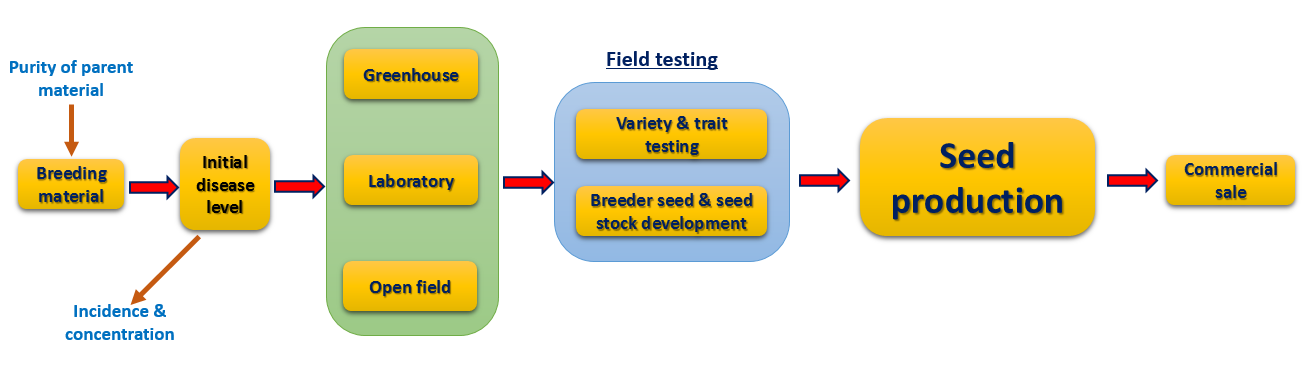 Purity of parent
material
Breeding
material
Initial
disease
level
Incidence &
concentration
Greenhouse
Laboratory
Open field
Field testing
Variety & trait
testing
Breeder seed & seed
stock development
Seed
production
Commercial
sale